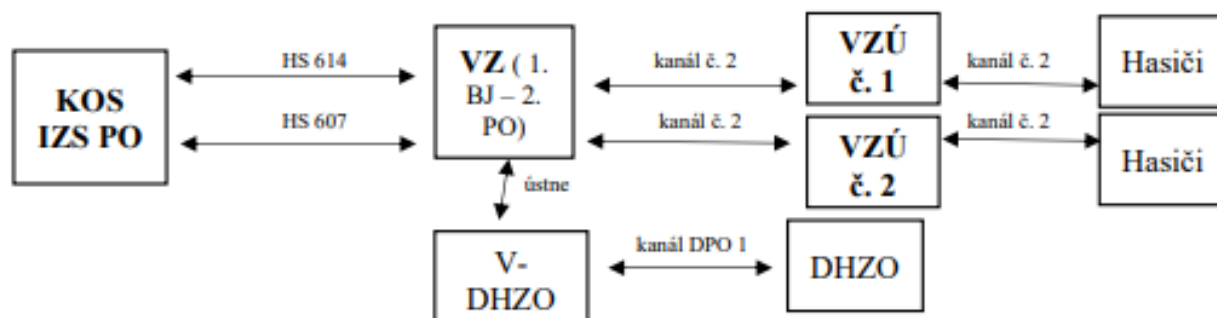 KOS
IZS PO
HS 614
HS 607
VZ ( 1.
BJ – 2.
PO)
kanál č. 2
kanál č. 2
VZÚ
č. 1
VZÚ
č. 2
kanál č. 2
kanál č. 2
Hasiči
Hasiči
ústne
V-
DHZO
kanál DPO 1
DHZO